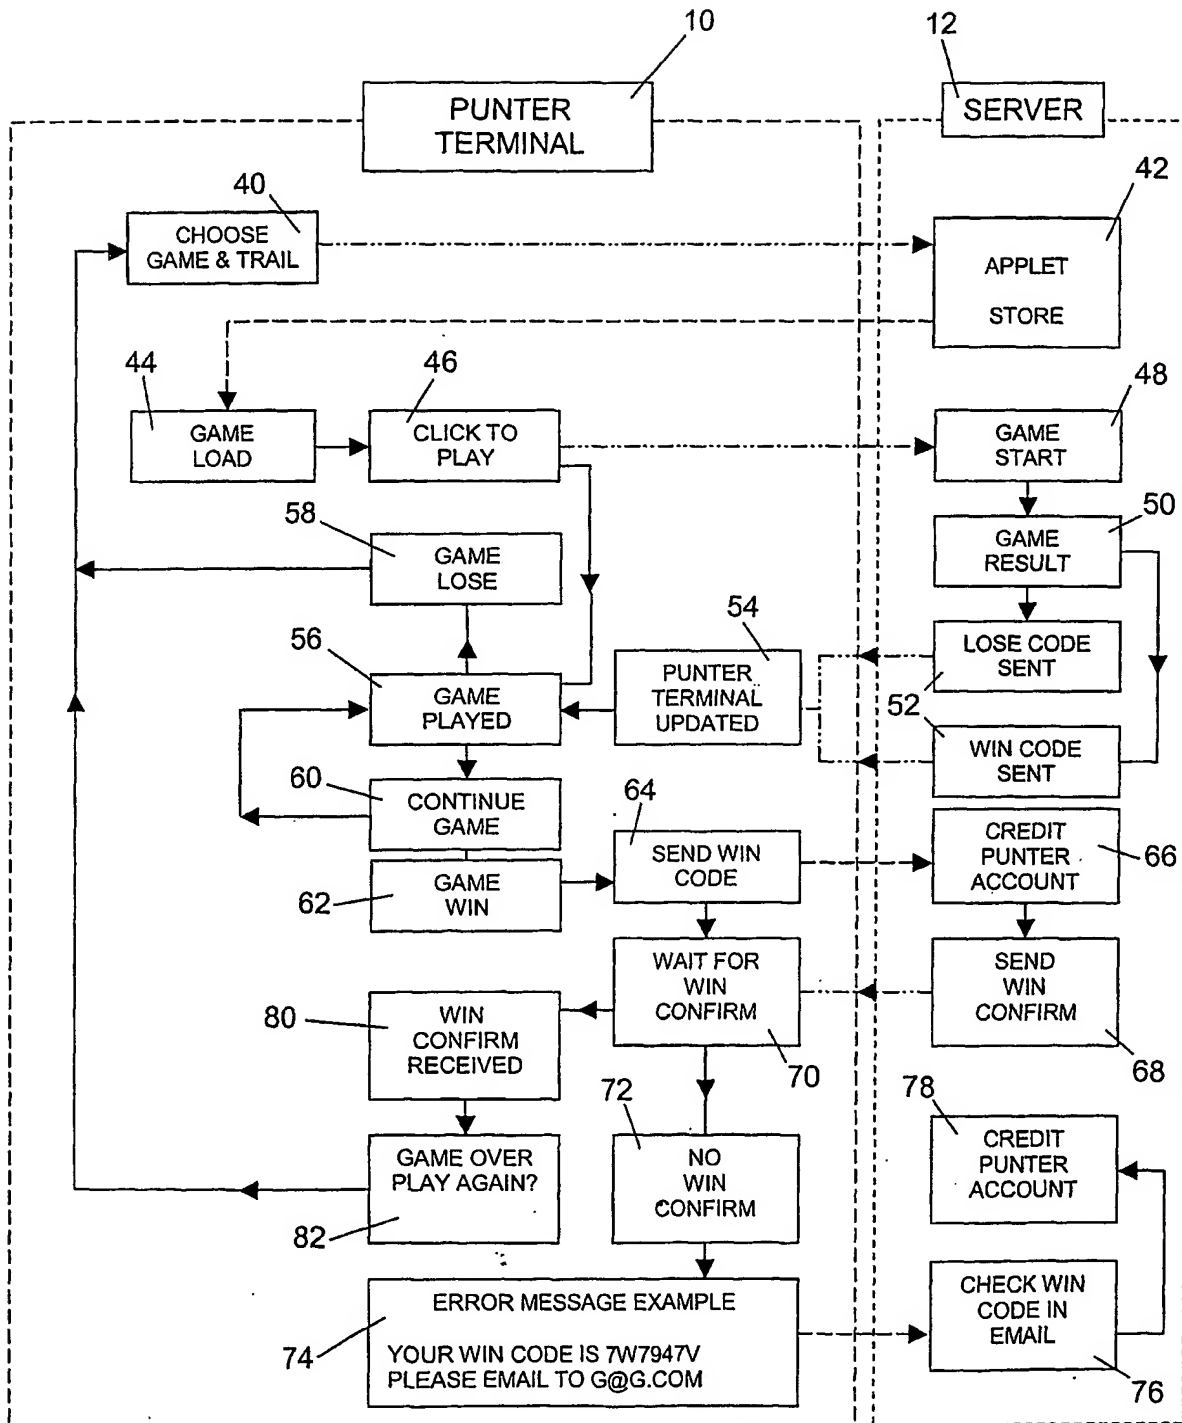 10
12
PUNTER
TERMINAL
SERVER
40
42
CHOOSE
GAME & TRAIL
APPLET
STORE
44
46
48
GAME
LOAD
CLICK TO
PLAY
GAME
START
58
50
GAME
LOSE
GAME
RESULT
56
54
GAME
PLAYED
PUNTER
TERMINAL
UPDATED
LOSE CODE
SENT
52
WIN CODE
SENT
60
CONTINUE
GAME
64
62
GAME
WIN
SEND WIN
CODE
CREDIT
PUNTER
ACCOUNT
66
WAIT FOR
WIN
CONFIRM
SEND
WIN
CONFIRM
80
WIN
CONFIRM
RECEIVED
70
68
72
78
GAME OVER
PLAY AGAIN?
82
NO
WIN
CONFIRM
CREDIT
PUNTER
ACCOUNT
ERROR MESSAGE EXAMPLE
74
YOUR WIN CODE IS 7W7947V
PLEASE EMAIL TO G@G.COM
CHECK WIN
CODE IN
EMAIL
76